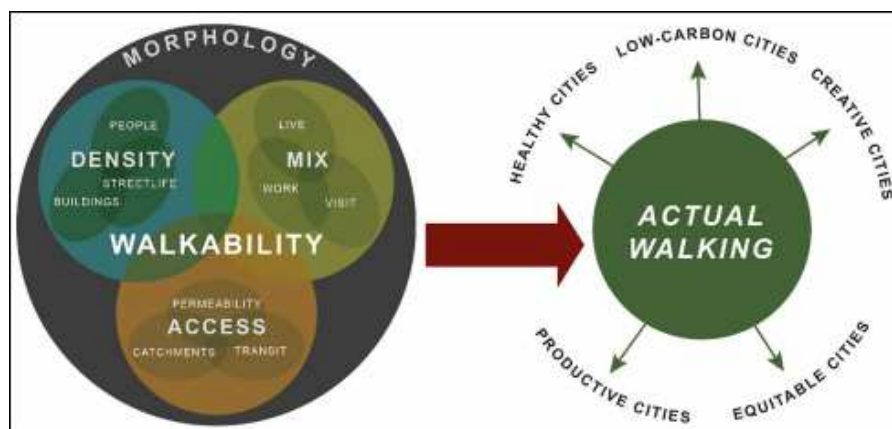 MORPHOLOGY
PEOPLE
DENSITY
STREETLIFE
BUILDINGS
LIVE
MIX
WORK
VISIT
WALKABILITY
PERMEABILITY
ACCESS
CATCHMENTS
TRANSIT
HEALTHY CITIES
LOW-CARBON CITIES
CREATIVE CITIES
ACTUAL
WALKING
PRODUCTIVE CITIES
EQUITABLE CITIES